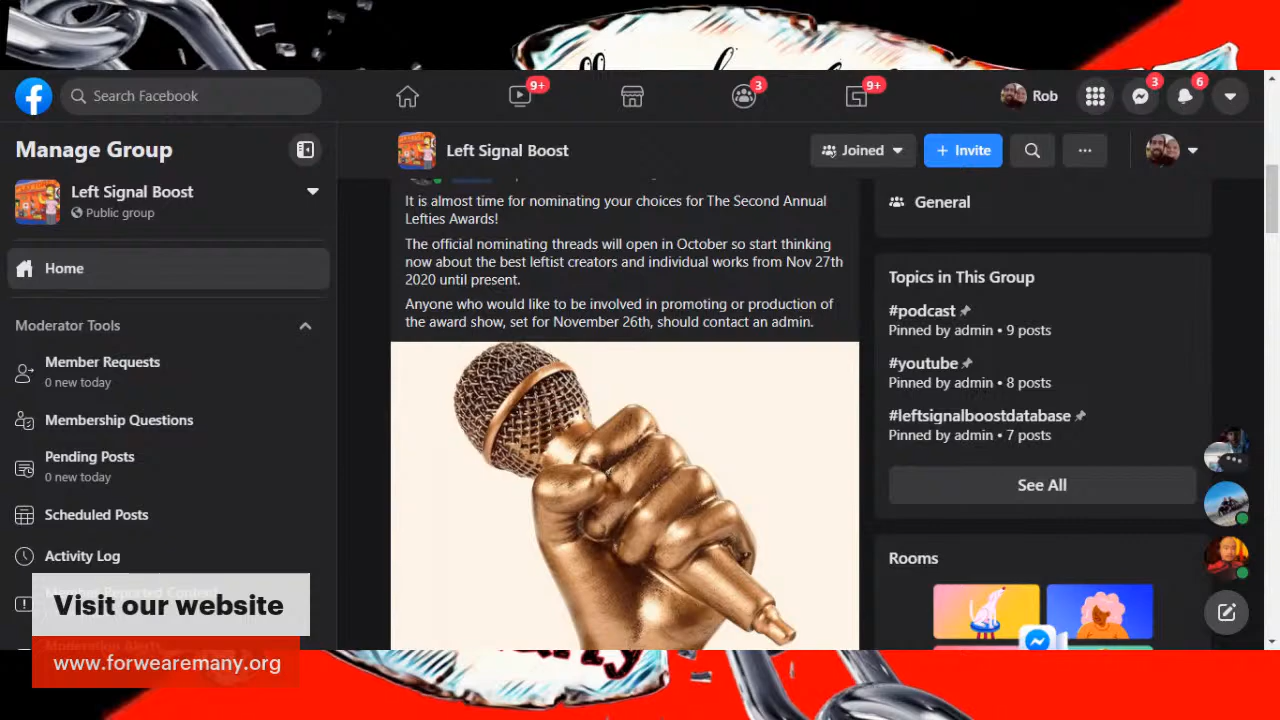 Search Facebook
9+
3
9+
Rob
3
6
Manage Group
Left Signal Boost
Public group
Home
Moderator Tools
Member Requests
0 new today
Membership Questions
Pending Posts
0 new today
Scheduled Posts
Activity Log
Member Reported Content
Moderation Alerts
Visit our website
www.forwearemany.org
Left Signal Boost
Joined
+ Invite
It is almost time for nominating your choices for The Second Annual
Lefties Awards!
The official nominating threads will open in October so start thinking
now about the best leftist creators and individual works from Nov 27th
2020 until present.
Anyone who would like to be involved in promoting or production of
the award show, set for November 26th, should contact an admin.
General
Topics in This Group
#podcast
Pinned by admin • 9 posts
#youtube
Pinned by admin • 8 posts
#leftsignalboostdatabase
Pinned by admin • 7 posts
See All
Rooms